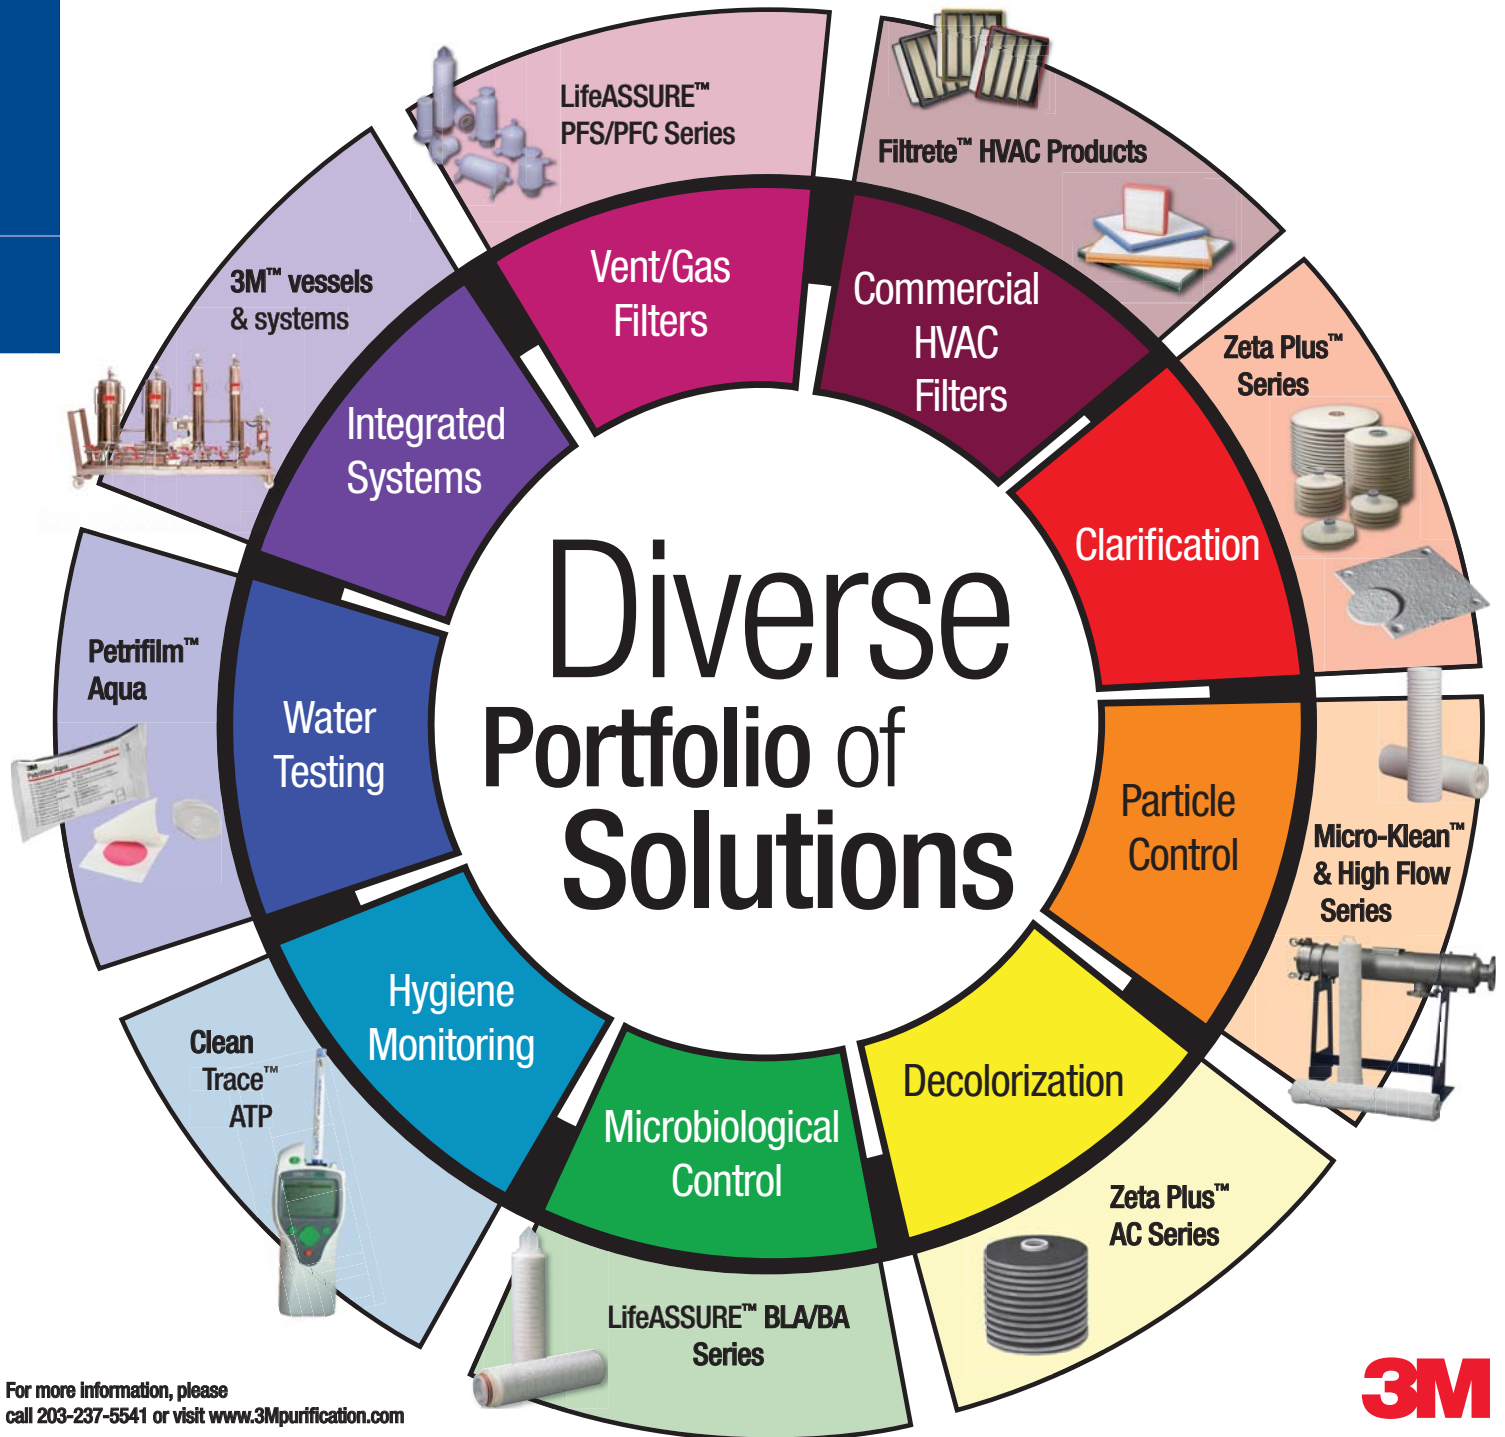 LifeASSURE™
PFS/PFC Series
Filtrete™ HVAC Products
3M™ vessels
& systems
Vent/Gas
Filters
Commercial
HVAC
Filters
Zeta Plus™
Series
Integrated
Systems
Clarification
Diverse
Portfolio of
Solutions
Petrifilm™
Aqua
Water
Testing
Particle
Control
Micro-Klean™
& High Flow
Series
3M
Petrifilm Aqua
Hygiene
Monitoring
Decolorization
Clean
Trace™
ATP
Microbiological
Control
Zeta Plus™
AC Series
LifeASSURE™ BLA/BA
Series
For more information, please
call 203-237-5541 or visit www.3Mpurification.com
3M